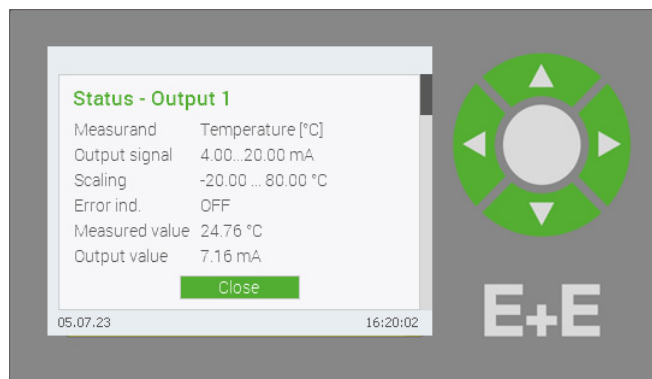 Status - Output 1
Measurand Temperature [°C]
Output signal 4.00...20.00 mA
Scaling -20.00 ... 80.00 °C
Error ind. OFF
Measured value 24.76 °C
Output value 7.16 mA
Close
05.07.23 16:20:02
E+E